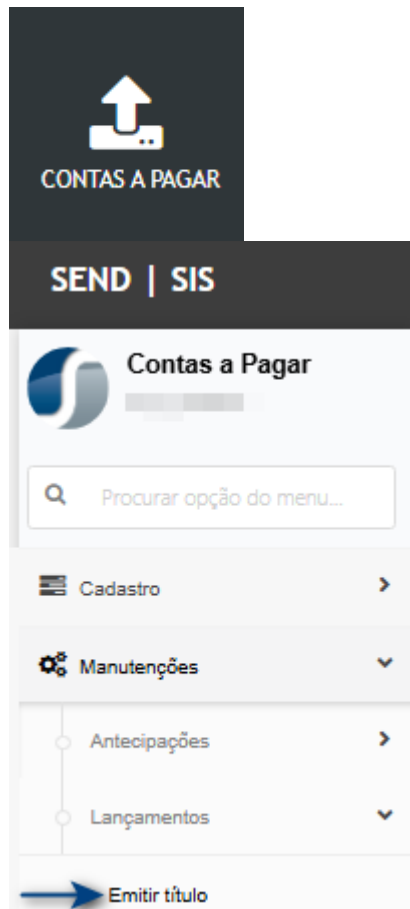 CONTAS A PAGAR
SEND | SIS
Contas a Pagar
Procurar opção do menu...
Cadastro
Manutenções
Antecipações
Lançamentos
Emitir título